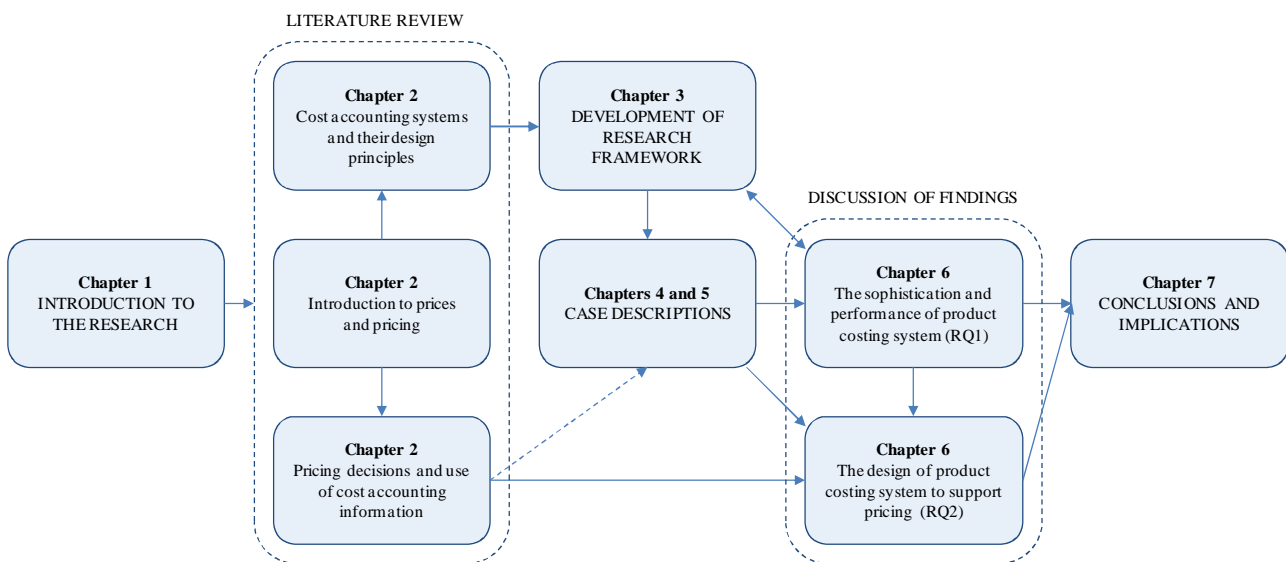 LITERATURE REVIEW
Chapter 2
Cost accounting systems
and their design
principles
Chapter 3
DEVELOPMENT OF
RESEARCH
FRAMEWORK
DISCUSSION OF FINDINGS
Chapter 1
INTRODUCTION TO
THE RESEARCH
Chapter 2
Introduction to prices
and pricing
Chapters 4 and 5
CASE DESCRIPTIONS
Chapter 6
The sophistication and
performance of product
costing system (RQ1)
Chapter 7
CONCLUSIONS AND
IMPLICATIONS
Chapter 2
Pricing decisions and use
of cost accounting
information
Chapter 6
The design of product
costing system to support
pricing (RQ2)